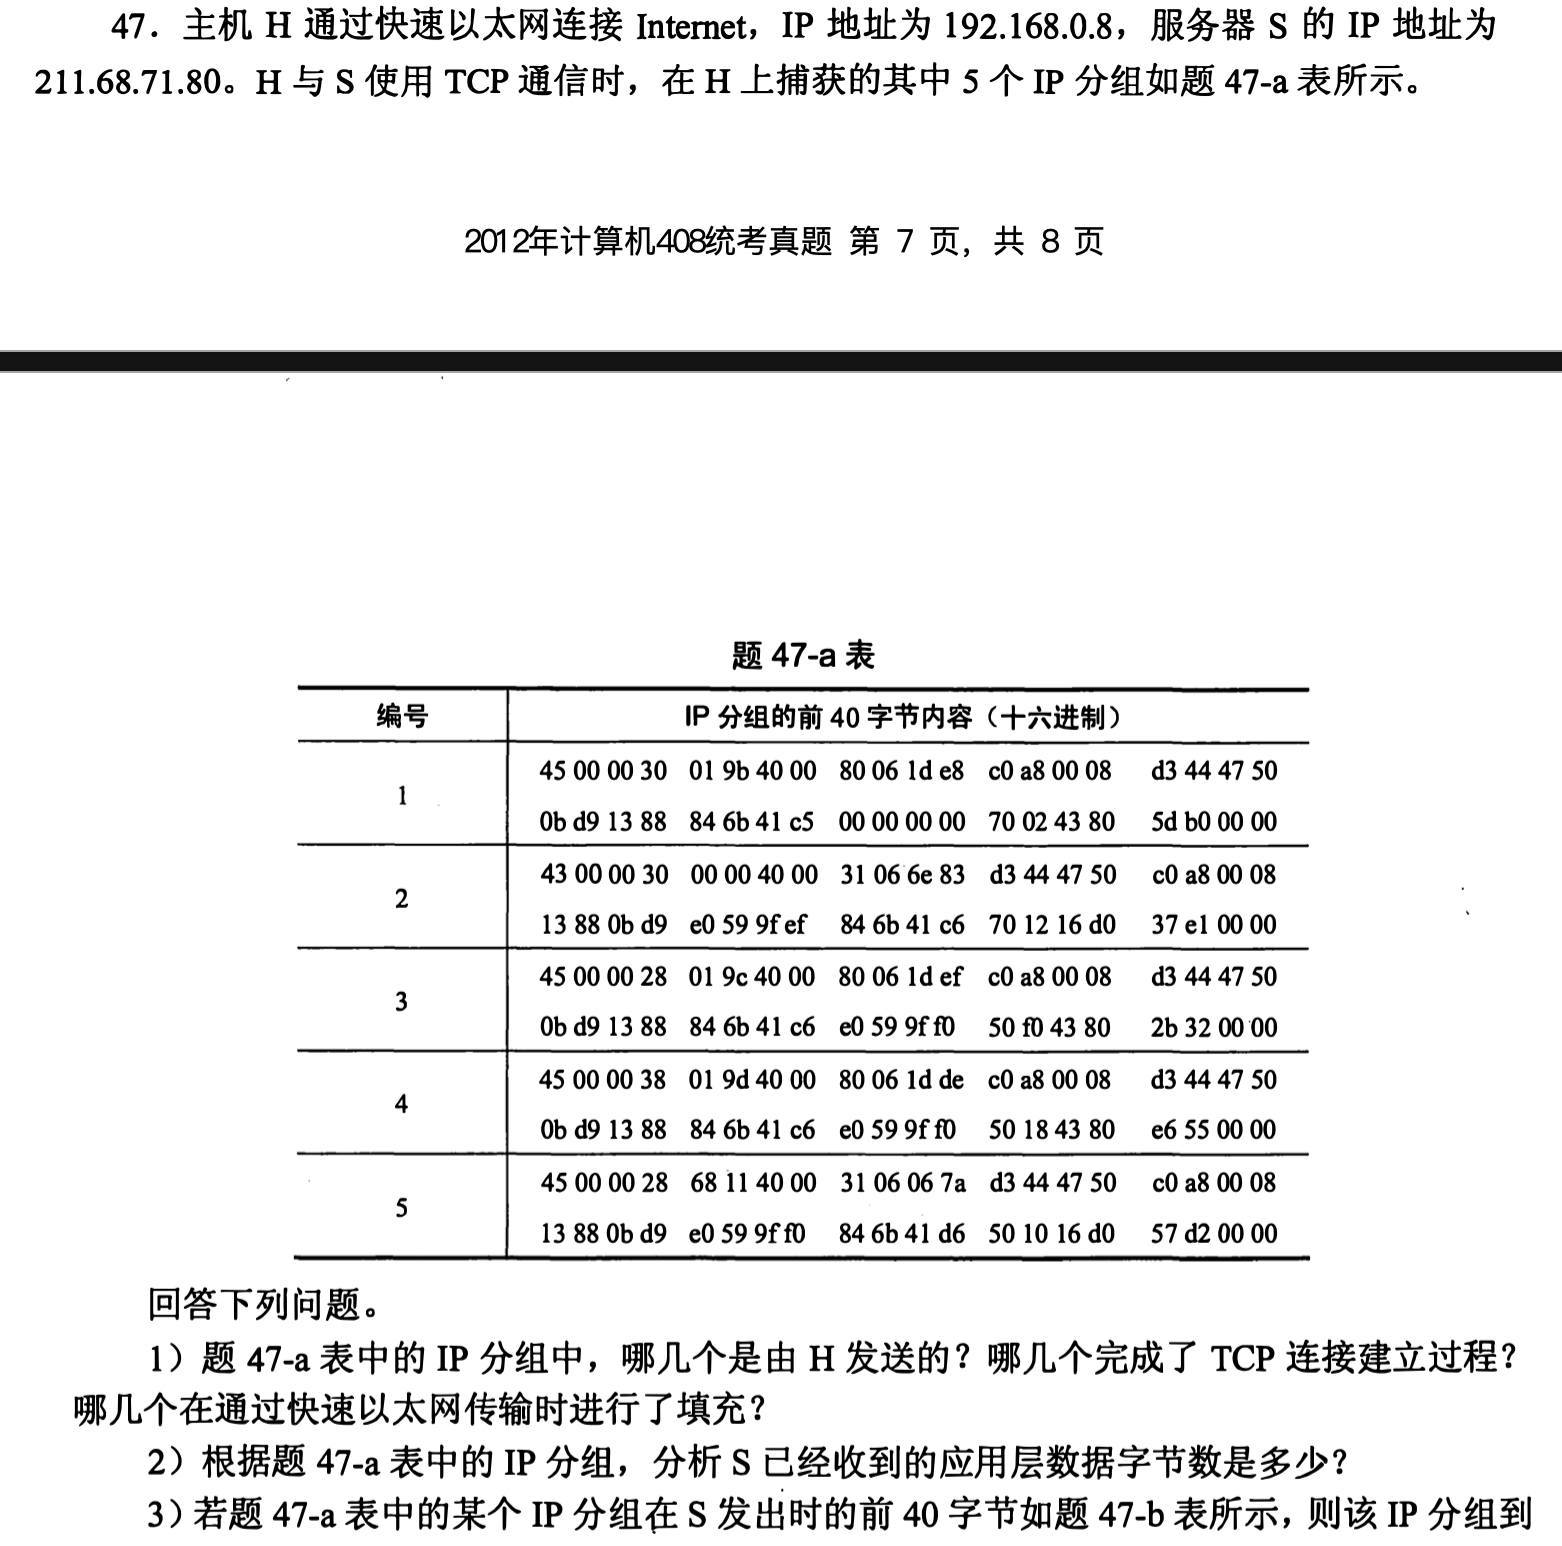 47．主机 H 通过快速以太网连接 Internet，IP 地址为 192.168.0.8，服务器 S 的 IP 地址为
211.68.71.80。H 与 S 使用 TCP 通信时，在 H 上捕获的其中 5 个 IP 分组如题 47-a 表所示。
2012年计算机408统考真题 第 7 页，共 8 页
题 47-a 表
编号 IP 分组的前 40 字节内容（十六进制）
1
45 00 00 30 01 9b 40 00 80 06 1d e8 c0 a8 00 08 d3 44 47 50
0b d9 13 88 84 6b 41 c5 00 00 00 00 70 02 43 80 5d b0 00 00
2
43 00 00 30 00 00 40 00 31 06 6e 83 d3 44 47 50 c0 a8 00 08
13 88 0b d9 e0 59 9f ef 84 6b 41 c6 70 12 16 d0 37 e1 00 00
3
45 00 00 28 01 9c 40 00 80 06 1d ef c0 a8 00 08 d3 44 47 50
0b d9 13 88 84 6b 41 c6 e0 59 9f f0 50 f0 43 80 2b 32 00 00
4
45 00 00 38 01 9d 40 00 80 06 1d de c0 a8 00 08 d3 44 47 50
0b d9 13 88 84 6b 41 c6 e0 59 9f f0 50 18 43 80 e6 55 00 00
5
45 00 00 28 68 11 40 00 31 06 06 7a d3 44 47 50 c0 a8 00 08
13 88 0b d9 e0 59 9f f0 84 6b 41 d6 50 10 16 d0 57 d2 00 00
回答下列问题。
1）题 47-a 表中的 IP 分组中，哪几个是由 H 发送的？哪几个完成了 TCP 连接建立过程？
哪几个在通过快速以太网传输时进行了填充？
2）根据题 47-a 表中的 IP 分组，分析 S 已经收到的应用层数据字节数是多少？
3）若题 47-a 表中的某个 IP 分组在 S 发出时的前 40 字节如题 47-b 表所示，则该 IP 分组到